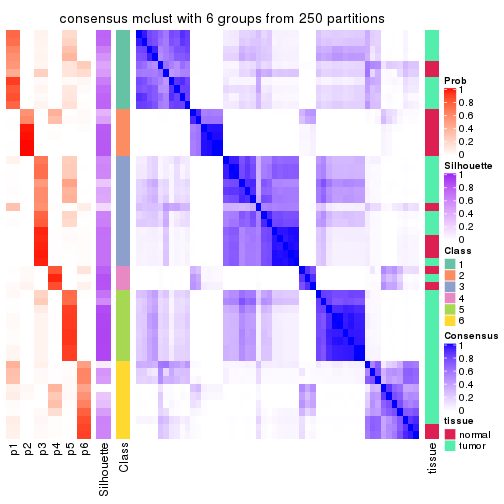 consensus mclust with 6 groups from 250 partitions
Prob
1
0.8
0.6
0.4
0.2
0
Silhouette
1
0.8
0.6
0.4
0.2
0
Class
1
2
3
4
5
6
Consensus
1
0.8
0.6
0.4
0.2
0
tissue
normal
tumor
p1
p2
p3
p4
p5
p6
Silhouette
Class
tissue